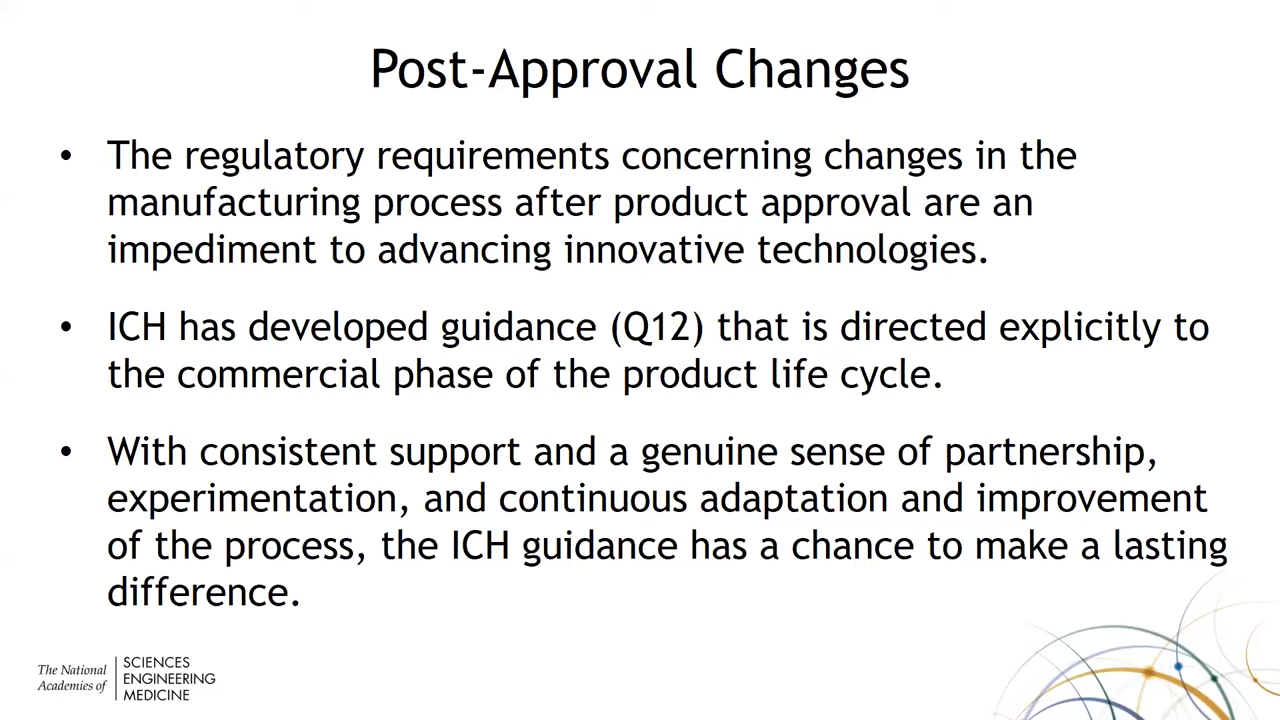 Post-Approval Changes
• The regulatory requirements concerning changes in the
manufacturing process after product approval are an
impediment to advancing innovative technologies.
• ICH has developed guidance (Q12) that is directed explicitly to
the commercial phase of the product life cycle.
• With consistent support and a genuine sense of partnership,
experimentation, and continuous adaptation and improvement
of the process, the ICH guidance has a chance to make a lasting
difference.
The National
Academies of
SCIENCES
ENGINEERING
MEDICINE